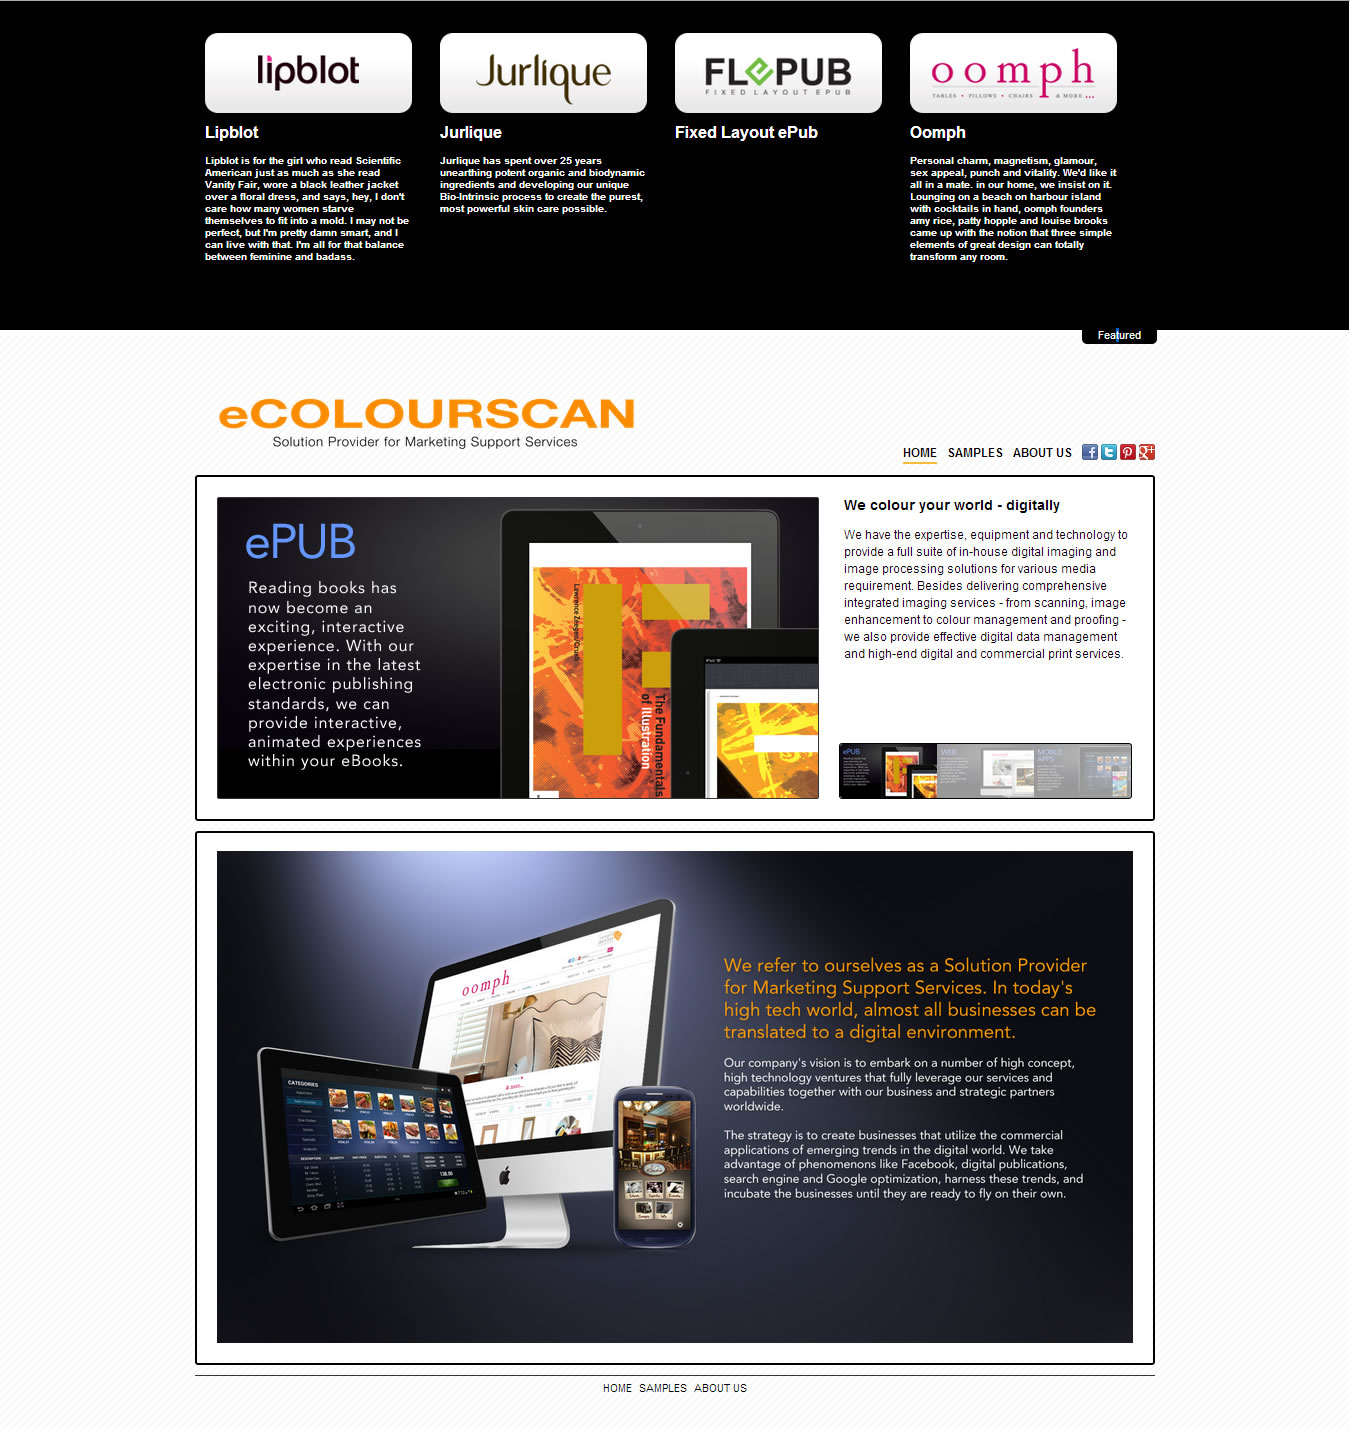 lipblot
Jurlique
FLePUB
FIXED LAYOUT EPUB
oomph
TABLES • PILLOWS • CHAIRS & MORE...
Lipblot
Jurlique
Fixed Layout ePub
Oomph
Lipblot is for the girl who read Scientific
American just as much as she read
Vanity Fair, wore a black leather jacket
over a floral dress, and says, hey, I don't
care how many women starve
themselves to fit into a mold. I may not be
perfect, but I'm pretty damn smart, and I
can live with that. I'm all for that balance
between feminine and badass.
Jurlique has spent over 25 years
unearthing potent organic and biodynamic
ingredients and developing our unique
Bio-Intrinsic process to create the purest,
most powerful skin care possible.
Personal charm, magnetism, glamour,
sex appeal, punch and vitality. We'd like it
all in a mate. in our home, we insist on it.
Lounging on a beach on harbour island
with cocktails in hand, oomph founders
amy rice, patty hopple and louise brooks
came up with the notion that three simple
elements of great design can totally
transform any room.
Featured
eCOLOURSCAN
Solution Provider for Marketing Support Services
HOME SAMPLES ABOUT US
ePUB
Reading books has
now become an
exciting, interactive
experience. With our
expertise in the latest
electronic publishing
standards, we can
provide interactive,
animated experiences
within your eBooks.
Lawrence Zeegen/Crush
The Fundamentals
of Illustration
iPad
We colour your world - digitally
We have the expertise, equipment and technology to
provide a full suite of in-house digital imaging and
image processing solutions for various media
requirement. Besides delivering comprehensive
integrated imaging services - from scanning, image
enhancement to colour management and proofing -
we also provide effective digital data management
and high-end digital and commercial print services.
ePUB
WEB
MOBILE
APPS
oomph
& more...
CATEGORIES
DESCRIPTION QUANTITY UNIT PRICE SUBTOTAL % TOTAL
138.00
We refer to ourselves as a Solution Provider
for Marketing Support Services. In today's
high tech world, almost all businesses can be
translated to a digital environment.
Our company's vision is to embark on a number of high concept,
high technology ventures that fully leverage our services and
capabilities together with our business and strategic partners
worldwide.
The strategy is to create businesses that utilize the commercial
applications of emerging trends in the digital world. We take
advantage of phenomenons like Facebook, digital publications,
search engine and Google optimization, harness these trends, and
incubate the businesses until they are ready to fly on their own.
HOME SAMPLES ABOUT US